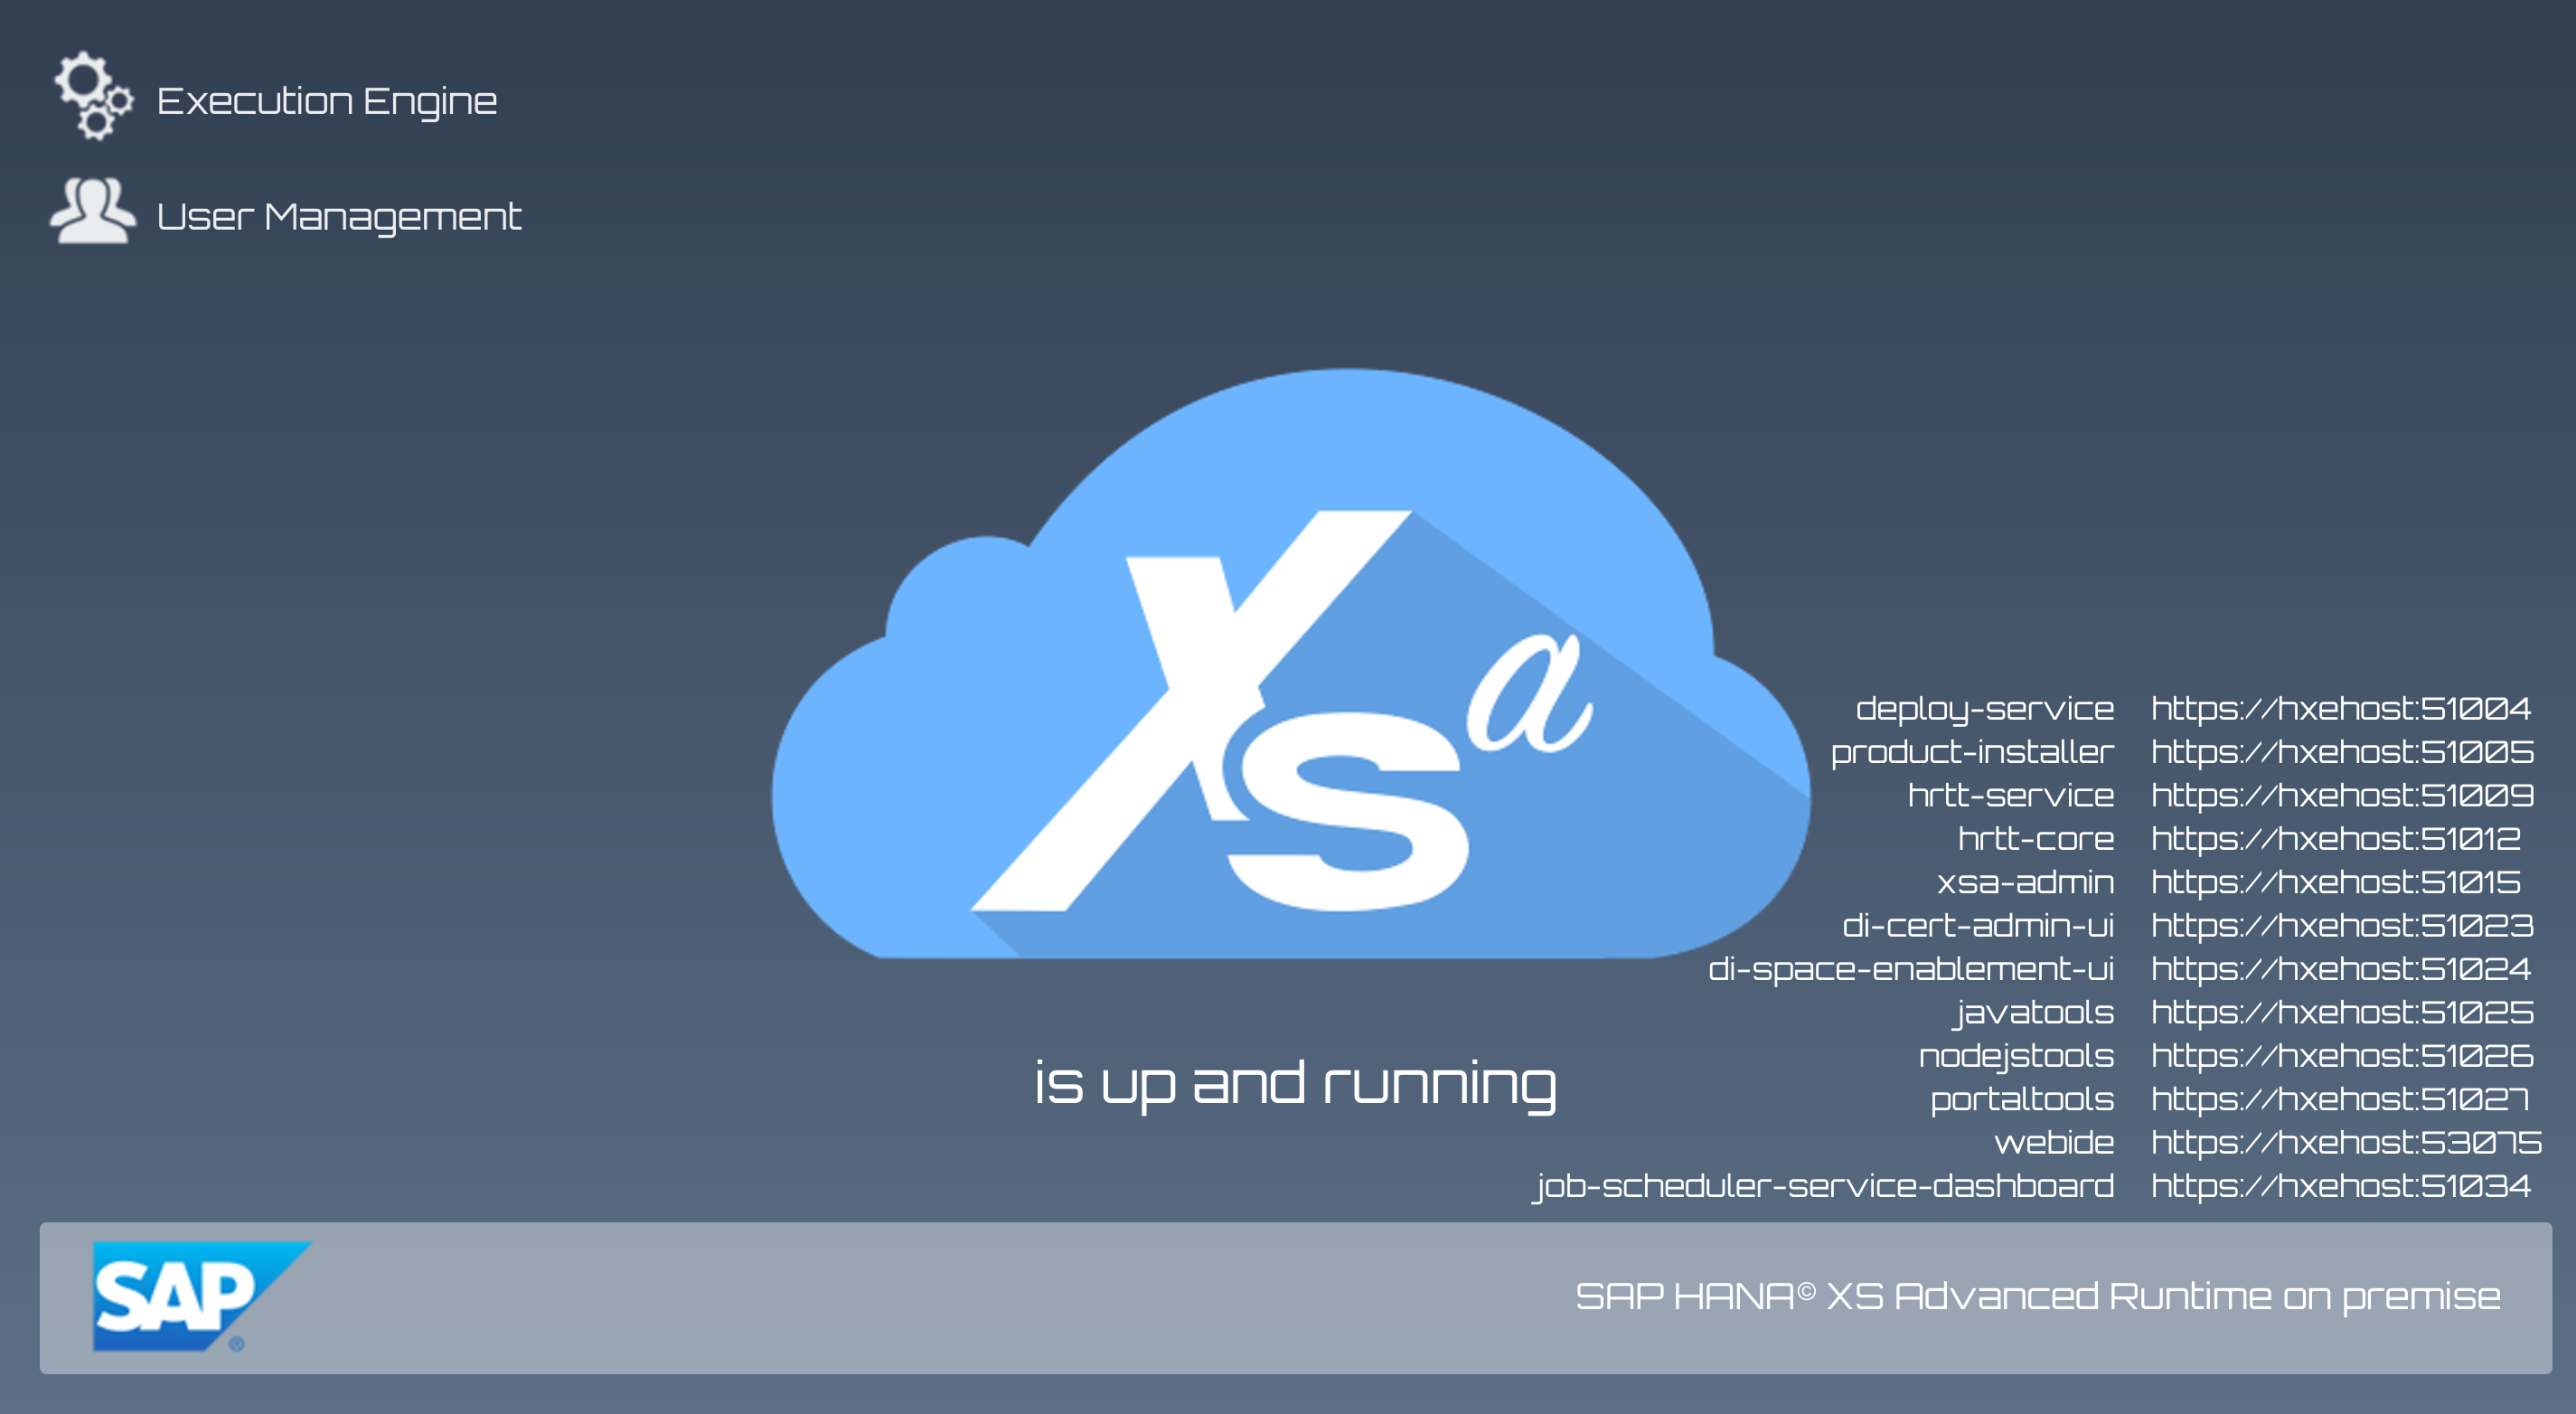 Execution Engine
User Management
Xsa
deploy-service https://hxehost:51004
product-installer https://hxehost:51005
hrtt-service https://hxehost:51009
hrtt-core https://hxehost:51012
xsa-admin https://hxehost:51015
di-cert-admin-ui https://hxehost:51023
di-space-enablement-ui https://hxehost:51024
javatools https://hxehost:51025
nodejstools https://hxehost:51026
is up and running
portaltools https://hxehost:51027
webide https://hxehost:53075
job-scheduler-service-dashboard https://hxehost:51034
SAP®
SAP HANA© XS Advanced Runtime on premise